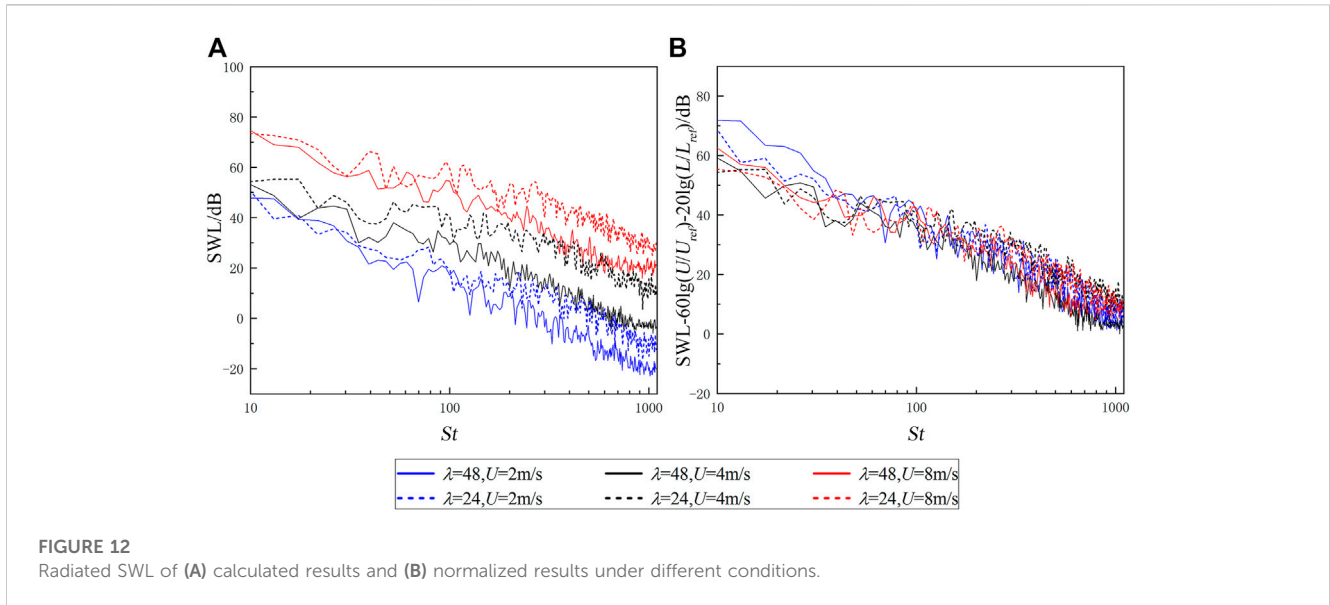 A
B
SWL/dB
100
80
60
40
20
0
−20
10
100
1000
St
SWL-60lg(U/Uref)-20lg(L/Lref)/dB
80
60
40
20
0
−20
10
100
1000
St
λ=48,U=2m/s
λ=48,U=4m/s
λ=48,U=8m/s
λ=24,U=2m/s
λ=24,U=4m/s
λ=24,U=8m/s
FIGURE 12
Radiated SWL of (A) calculated results and (B) normalized results under different conditions.